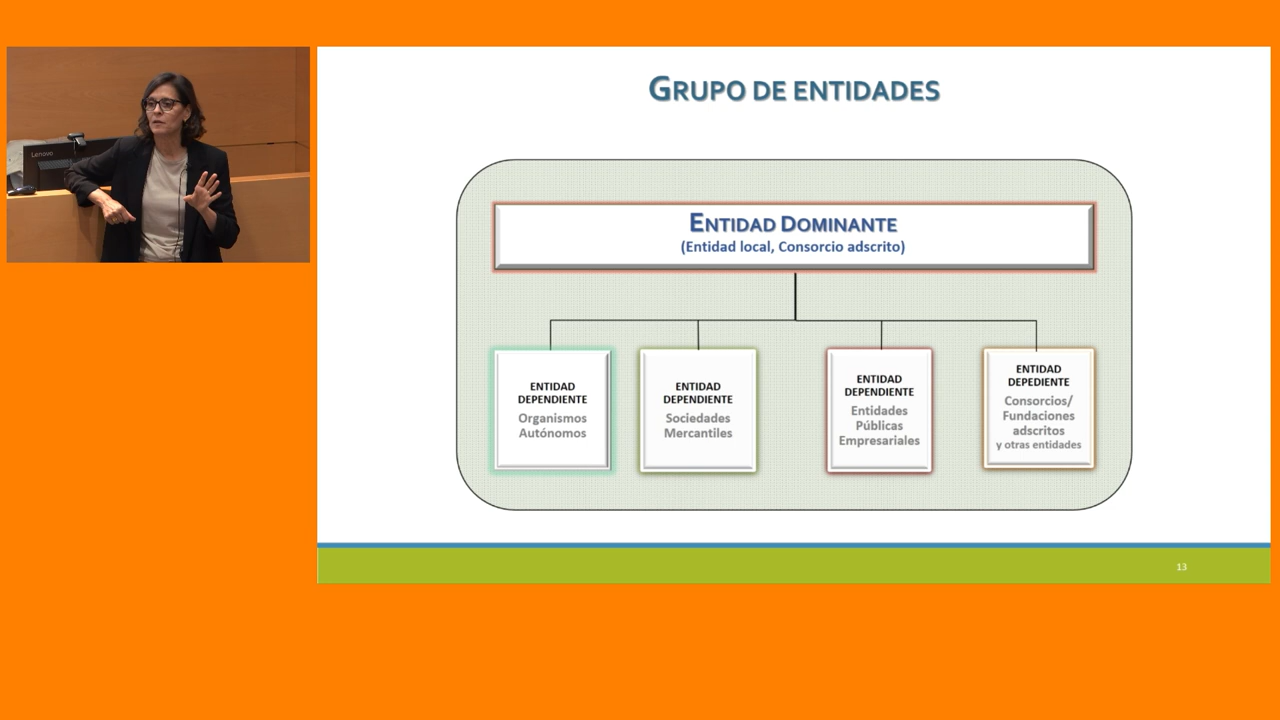 Lenovo
GRUPO DE ENTIDADES
ENTIDAD DOMINANTE
(Entidad local, Consorcio adscrito)
ENTIDAD
DEPENDIENTE
Organismos
Autónomos
ENTIDAD
DEPENDIENTE
Sociedades
Mercantiles
ENTIDAD
DEPENDIENTE
Entidades
Públicas
Empresariales
ENTIDAD
DEPEDIENTE
Consorcios/
Fundaciones
adscritos
y otras entidades
13